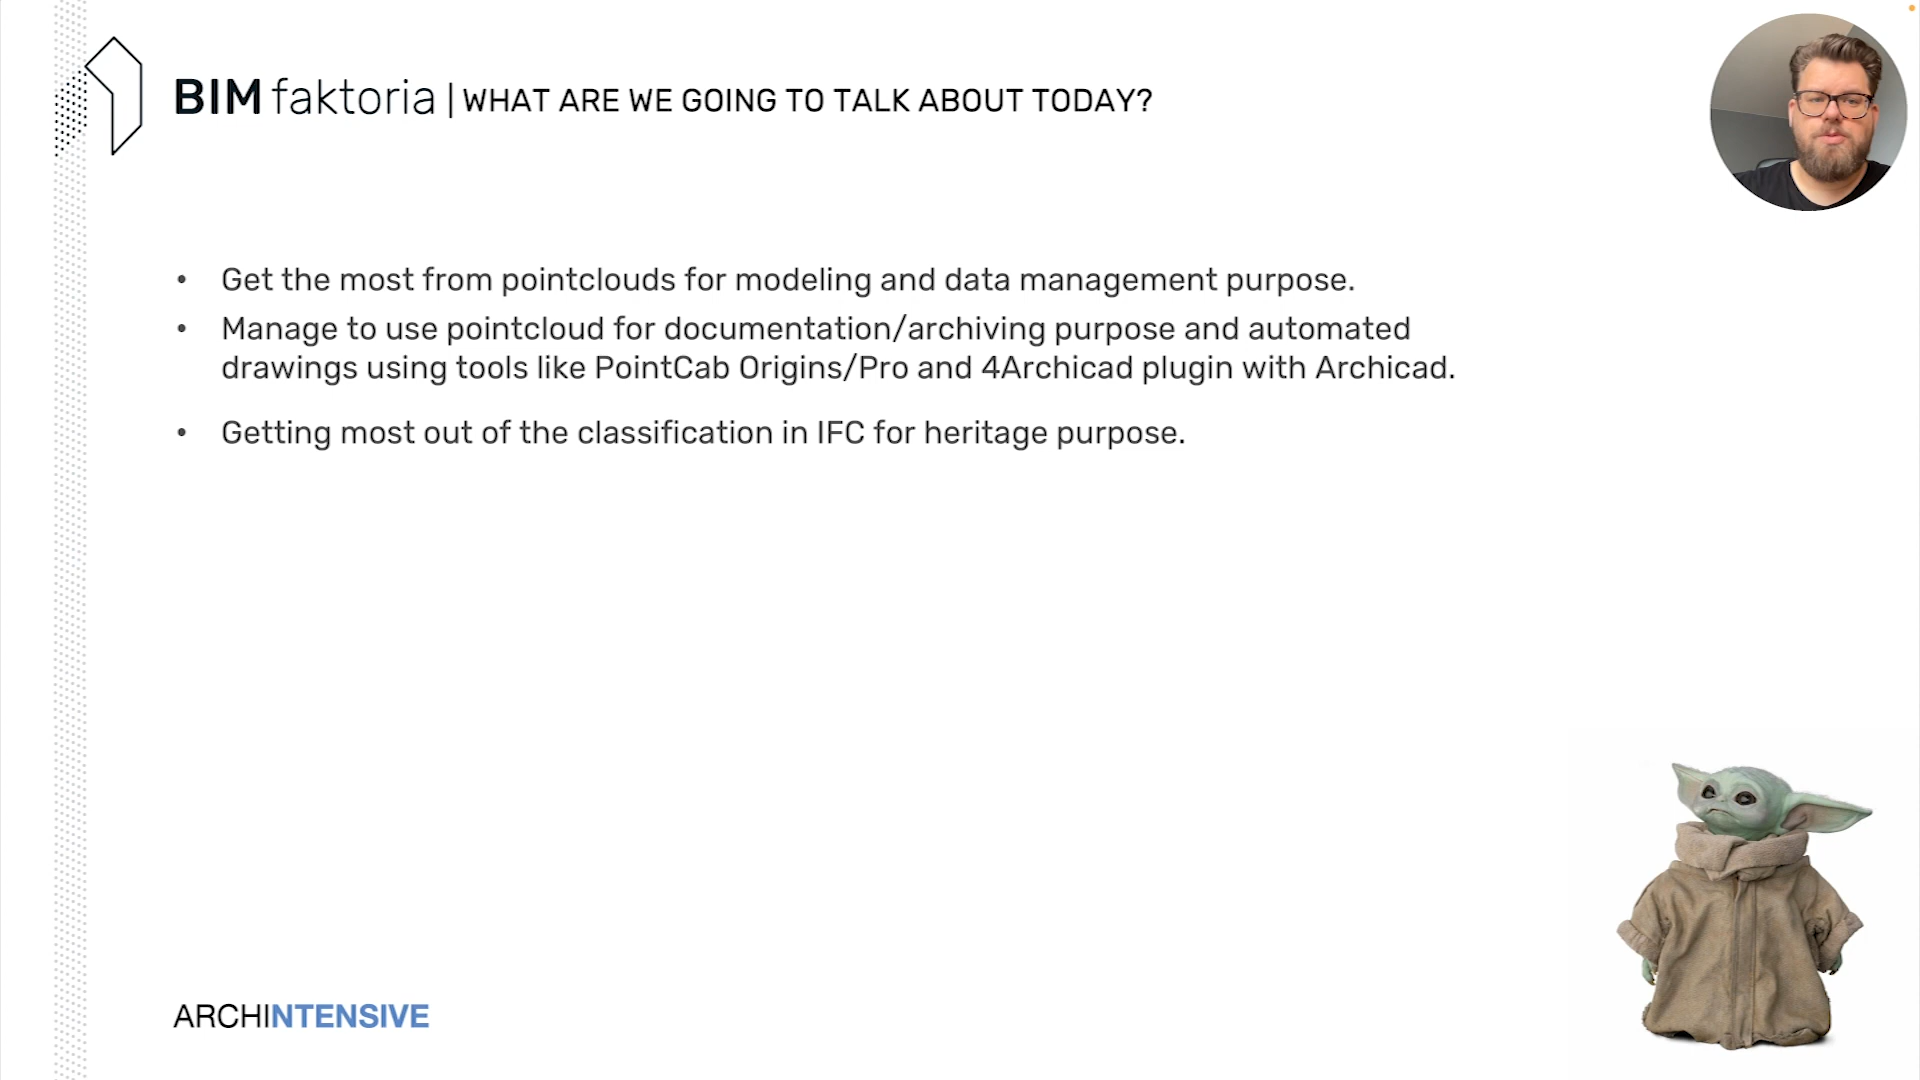 BIM faktoria | WHAT ARE WE GOING TO TALK ABOUT TODAY?
• Get the most from pointclouds for modeling and data management purpose.
• Manage to use pointcloud for documentation/archiving purpose and automated
drawings using tools like PointCab Origins/Pro and 4Archicad plugin with Archicad.
• Getting most out of the classification in IFC for heritage purpose.
ARCHINTENSIVE